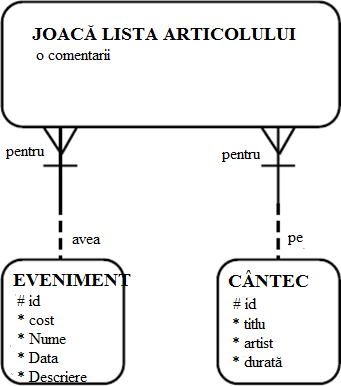 JOACĂ LISTA ARTICOLULUI
o comentarii
pentru
pentru
avea
pe
EVENIMENT
# id
* cost
* Nume
* Data
* Descriere
CÂNTEC
# id
* titlu
* artist
* durată